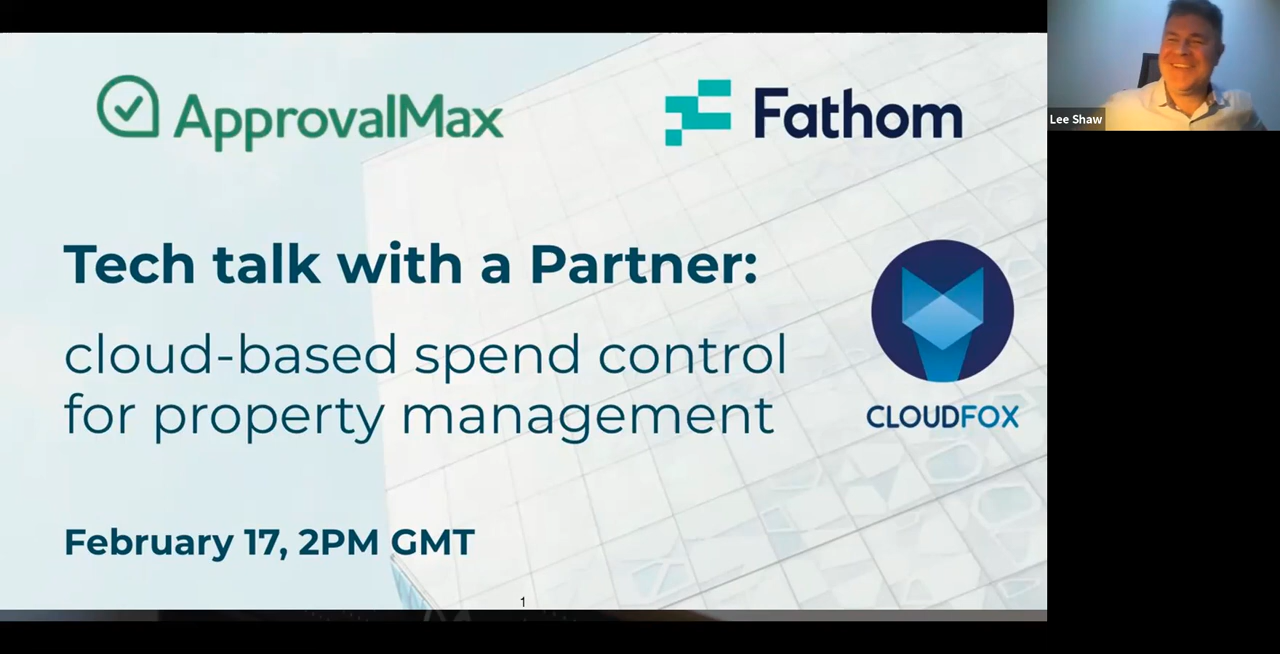 ApprovalMax
Fathom
Lee Shaw
Tech talk with a Partner:
cloud-based spend control
for property management
CLOUDFOX
February 17, 2PM GMT
1